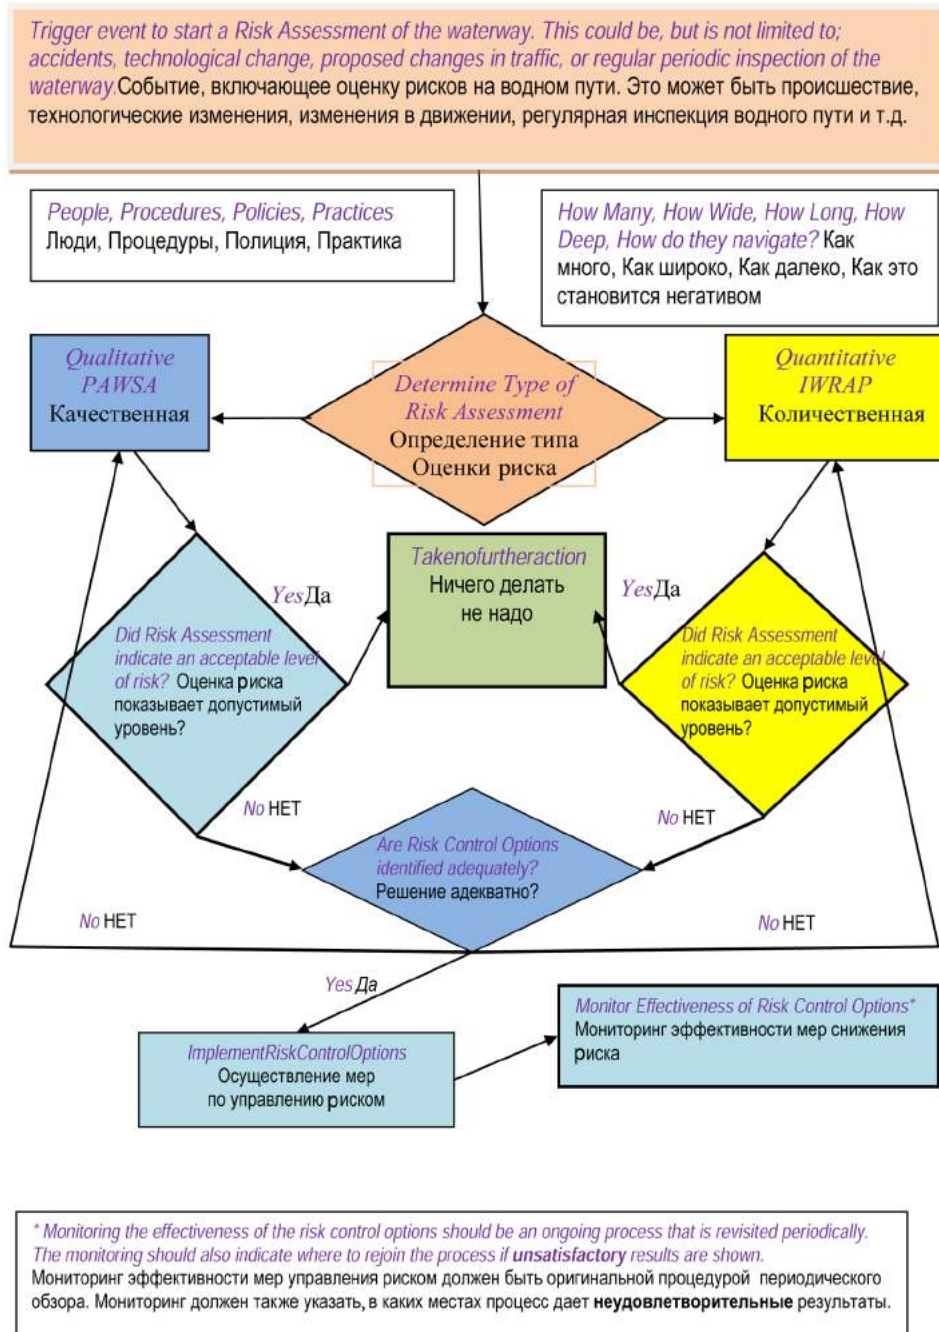 Trigger event to start a Risk Assessment of the waterway. This could be, but is not limited to;
accidents, technological change, proposed changes in traffic, or regular periodic inspection of the
waterway.Событие, включающее оценку рисков на водном пути. Это может быть происшествие,
технологические изменения, изменения в движении, регулярная инспекция водного пути и т.д.
People, Procedures, Policies, Practices
Люди, Процедуры, Полиция, Практика
How Many, How Wide, How Long, How
Deep, How do they navigate? Как
много, Как широко, Как далеко, Как это
становится негативом
Qualitative
PAWSA
Качественная
Determine Type of
Risk Assessment
Определение типа
Оценки риска
Quantitative
IWRAP
Количественная
Takenofurtheraction
Ничего делать
не надо
YesДа
YesДа
Did Risk Assessment
indicate an acceptable level
of risk? Оценка риска
показывает допустимый
уровень?
Did Risk Assessment
indicate an acceptable level
of risk? Оценка риска
показывает допустимый
уровень?
No НЕТ
No НЕТ
Are Risk Control Options
identified adequately?
Решение адекватно?
No НЕТ
No НЕТ
Yes Да
ImplementRiskControlOptions
Осуществление мер
по управлению риском
Monitor Effectiveness of Risk Control Options*
Мониторинг эффективности мер снижения
риска
* Monitoring the effectiveness of the risk control options should be an ongoing process that is revisited periodically.
The monitoring should also indicate where to rejoin the process if unsatisfactory results are shown.
Мониторинг эффективности мер управления риском должен быть оригинальной процедурой периодического
обзора. Мониторинг должен также указать, в каких местах процесс дает неудовлетворительные результаты.